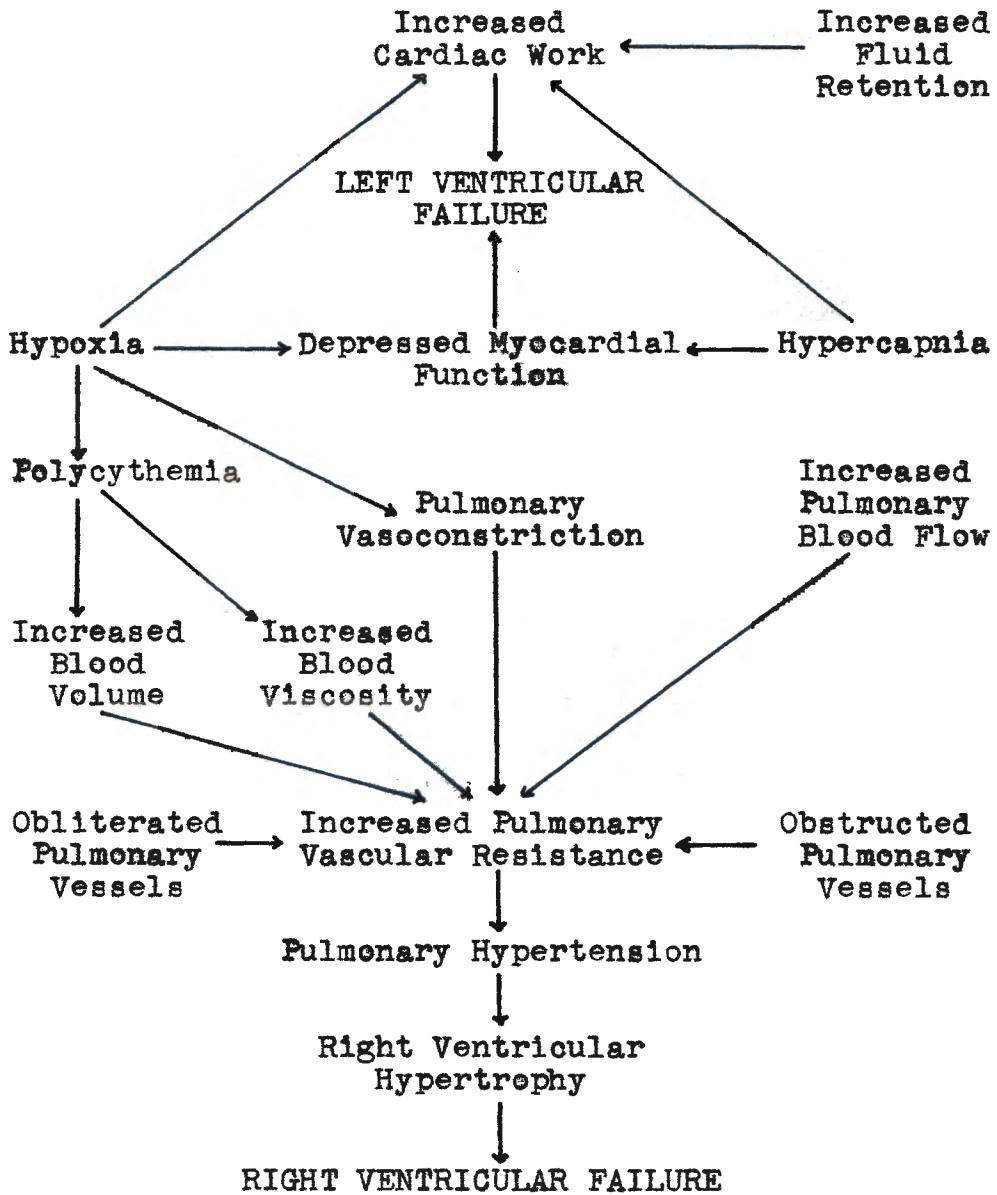 Increased
Cardiac Work
Increased
Fluid
Retention
LEFT VENTRICULAR
FAILURE
Hypoxia
Depressed Myocardial
Function
Hypercapnia
Polycythemia
Pulmonary
Vasoconstriction
Increased
Pulmonary
Blood Flow
Increased
Blood
Volume
Increased
Blood
Viscosity
Obliterated
Pulmonary
Vessels
Increased Pulmonary
Vascular Resistance
Obstructed
Pulmonary
Vessels
Pulmonary Hypertension
Right Ventricular
Hypertrophy
RIGHT VENTRICULAR FAILURE